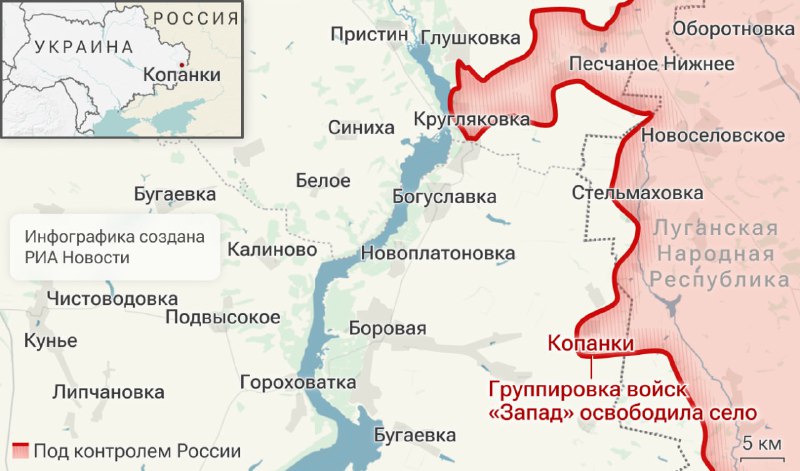 РОССИЯ
УКРАИНА
Копанки
Пристин
Глушковка
Оборотновка
Песчаное Нижнее
Синиха
Кругляковка
Новоселовское
Белое
Бугаевка
Богуславка
Стельмаховка
Инфографика создана
РИА Новости
Калиново
Новоплатоновка
Луганская
Народная
Республика
Чистоводовка
Подвысокое
Боровая
Кунье
Копанки
Гороховатка
Липчановка
Группировка войск
«Запад» освободила село
Бугаевка
Под контролем России
5 км